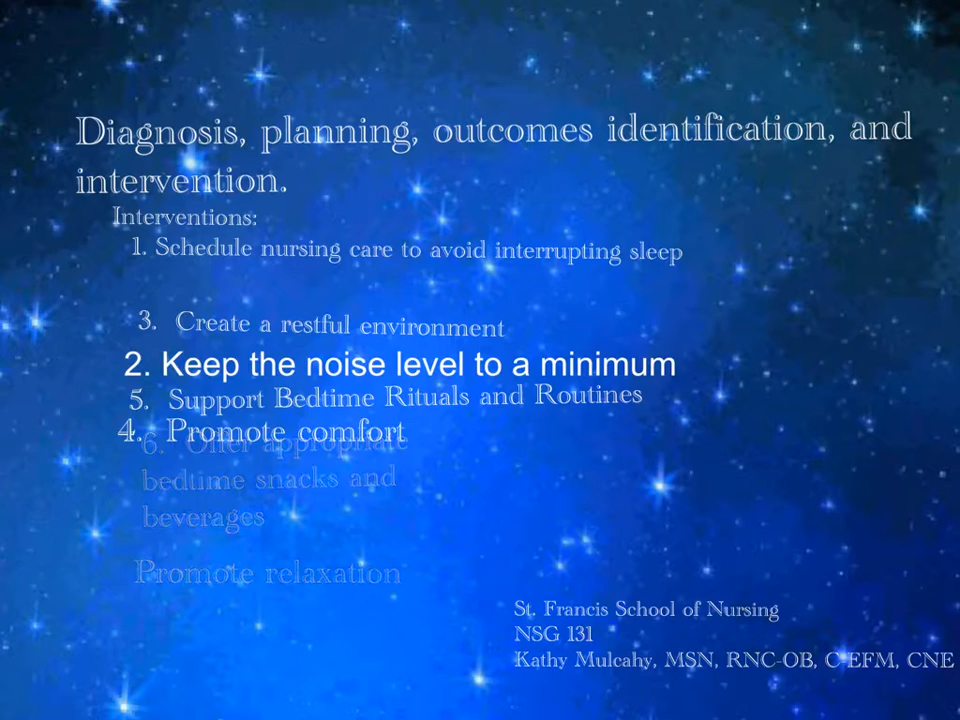 Diagnosis, planning, outcomes identification, and
intervention.
Interventions:
1. Schedule nursing care to avoid interrupting sleep
3. Create a restful environment
2. Keep the noise level to a minimum
5. Support Bedtime Rituals and Routines
4. Promote comfort
6. Offer appropriate
bedtime snacks and
beverages
Promote relaxation
St. Francis School of Nursing
NSG 131
Kathy Mulcahy, MSN, RNC-OB, C-EFM, CNE